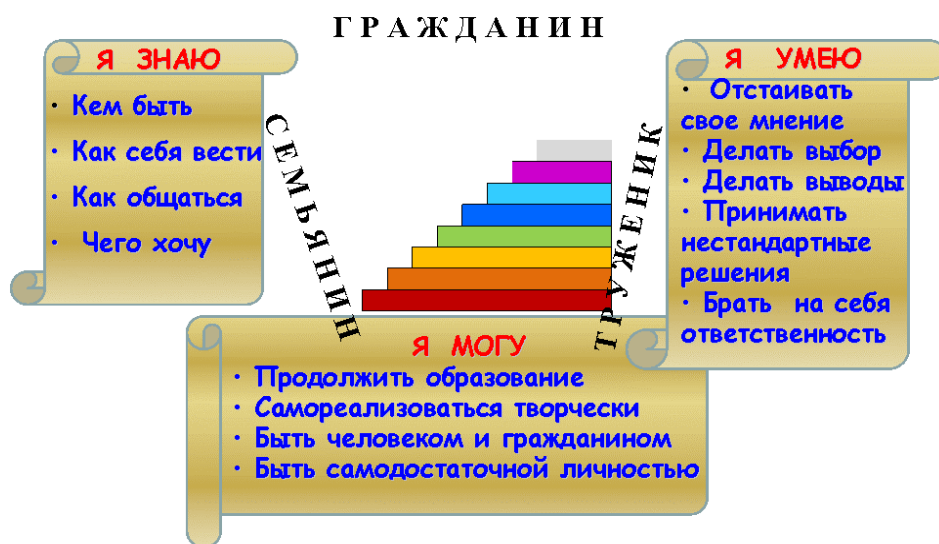 ГРАЖДАНИН
Я ЗНАЮ
· Кем быть
· Как себя вести
· Как общаться
· Чего хочу
СЕМЬЯНИН
ТРУЖЕНИК
Я УМЕЮ
· Отстаивать
свое мнение
· Делать выбор
· Делать выводы
· Принимать
нестандартные
решения
· Брать на себя
ответственность
Я МОГУ
· Продолжить образование
· Самореализоваться творчески
· Быть человеком и гражданином
· Быть самодостаточной личностью